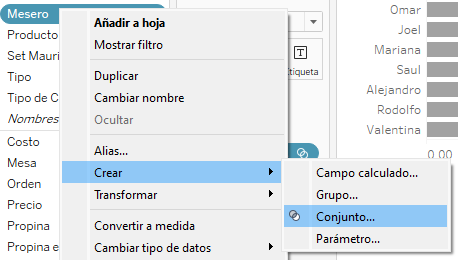 Mesero
Producto
Set Mauri
Tipo
Tipo de C
Nombres
Costo
Mesa
Orden
Precio
Propina
Propina e
Añadir a hoja
Mostrar filtro
Duplicar
Cambiar nombre
Ocultar
Alias...
Crear
Transformar
Convertir a medida
Cambiar tipo de datos
Campo calculado...
Grupo...
Conjunto...
Parámetro...
T
Etiqueta
Omar
Joel
Mariana
Saul
Alejandro
Rodolfo
Valentina
0.00